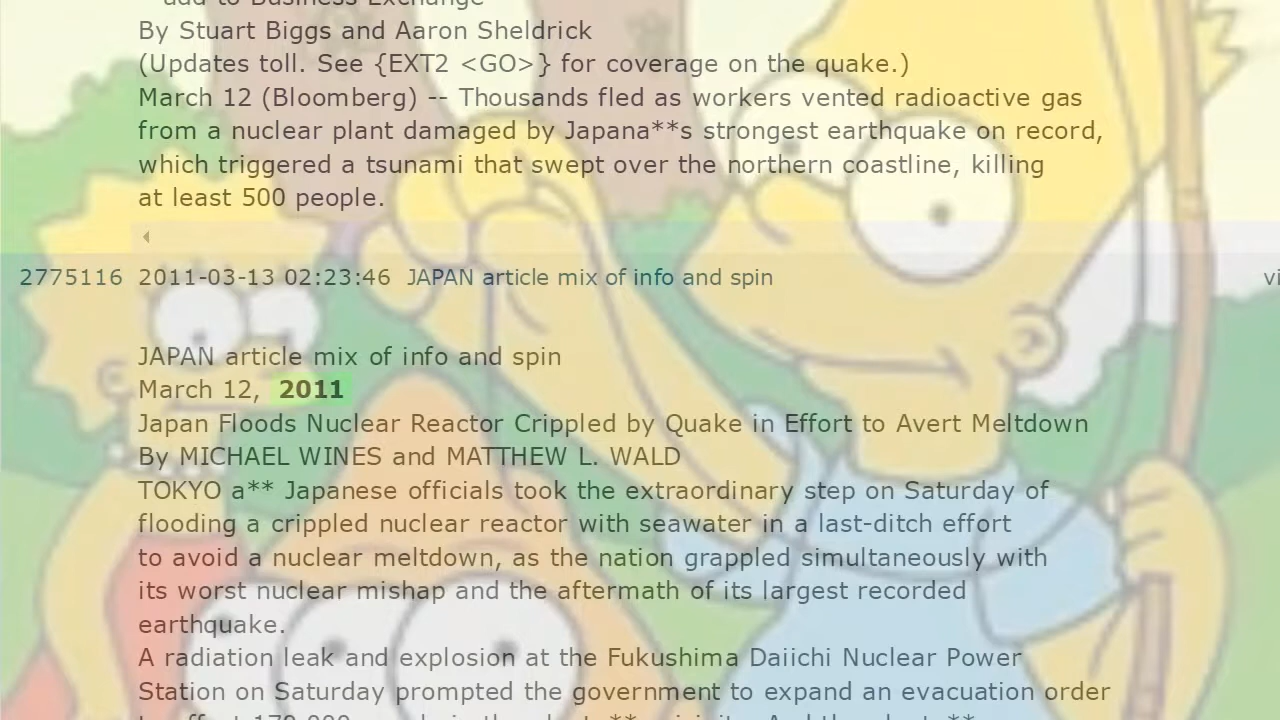 add to Business Exchange
By Stuart Biggs and Aaron Sheldrick
(Updates toll. See {EXT2 <GO>} for coverage on the quake.)
March 12 (Bloomberg) -- Thousands fled as workers vented radioactive gas
from a nuclear plant damaged by Japana**s strongest earthquake on record,
which triggered a tsunami that swept over the northern coastline, killing
at least 500 people.
2775116 2011-03-13 02:23:46 JAPAN article mix of info and spin vi
JAPAN article mix of info and spin
March 12, 2011
Japan Floods Nuclear Reactor Crippled by Quake in Effort to Avert Meltdown
By MICHAEL WINES and MATTHEW L. WALD
TOKYO a** Japanese officials took the extraordinary step on Saturday of
flooding a crippled nuclear reactor with seawater in a last-ditch effort
to avoid a nuclear meltdown, as the nation grappled simultaneously with
its worst nuclear mishap and the aftermath of its largest recorded
earthquake.
A radiation leak and explosion at the Fukushima Daiichi Nuclear Power
Station on Saturday prompted the government to expand an evacuation order